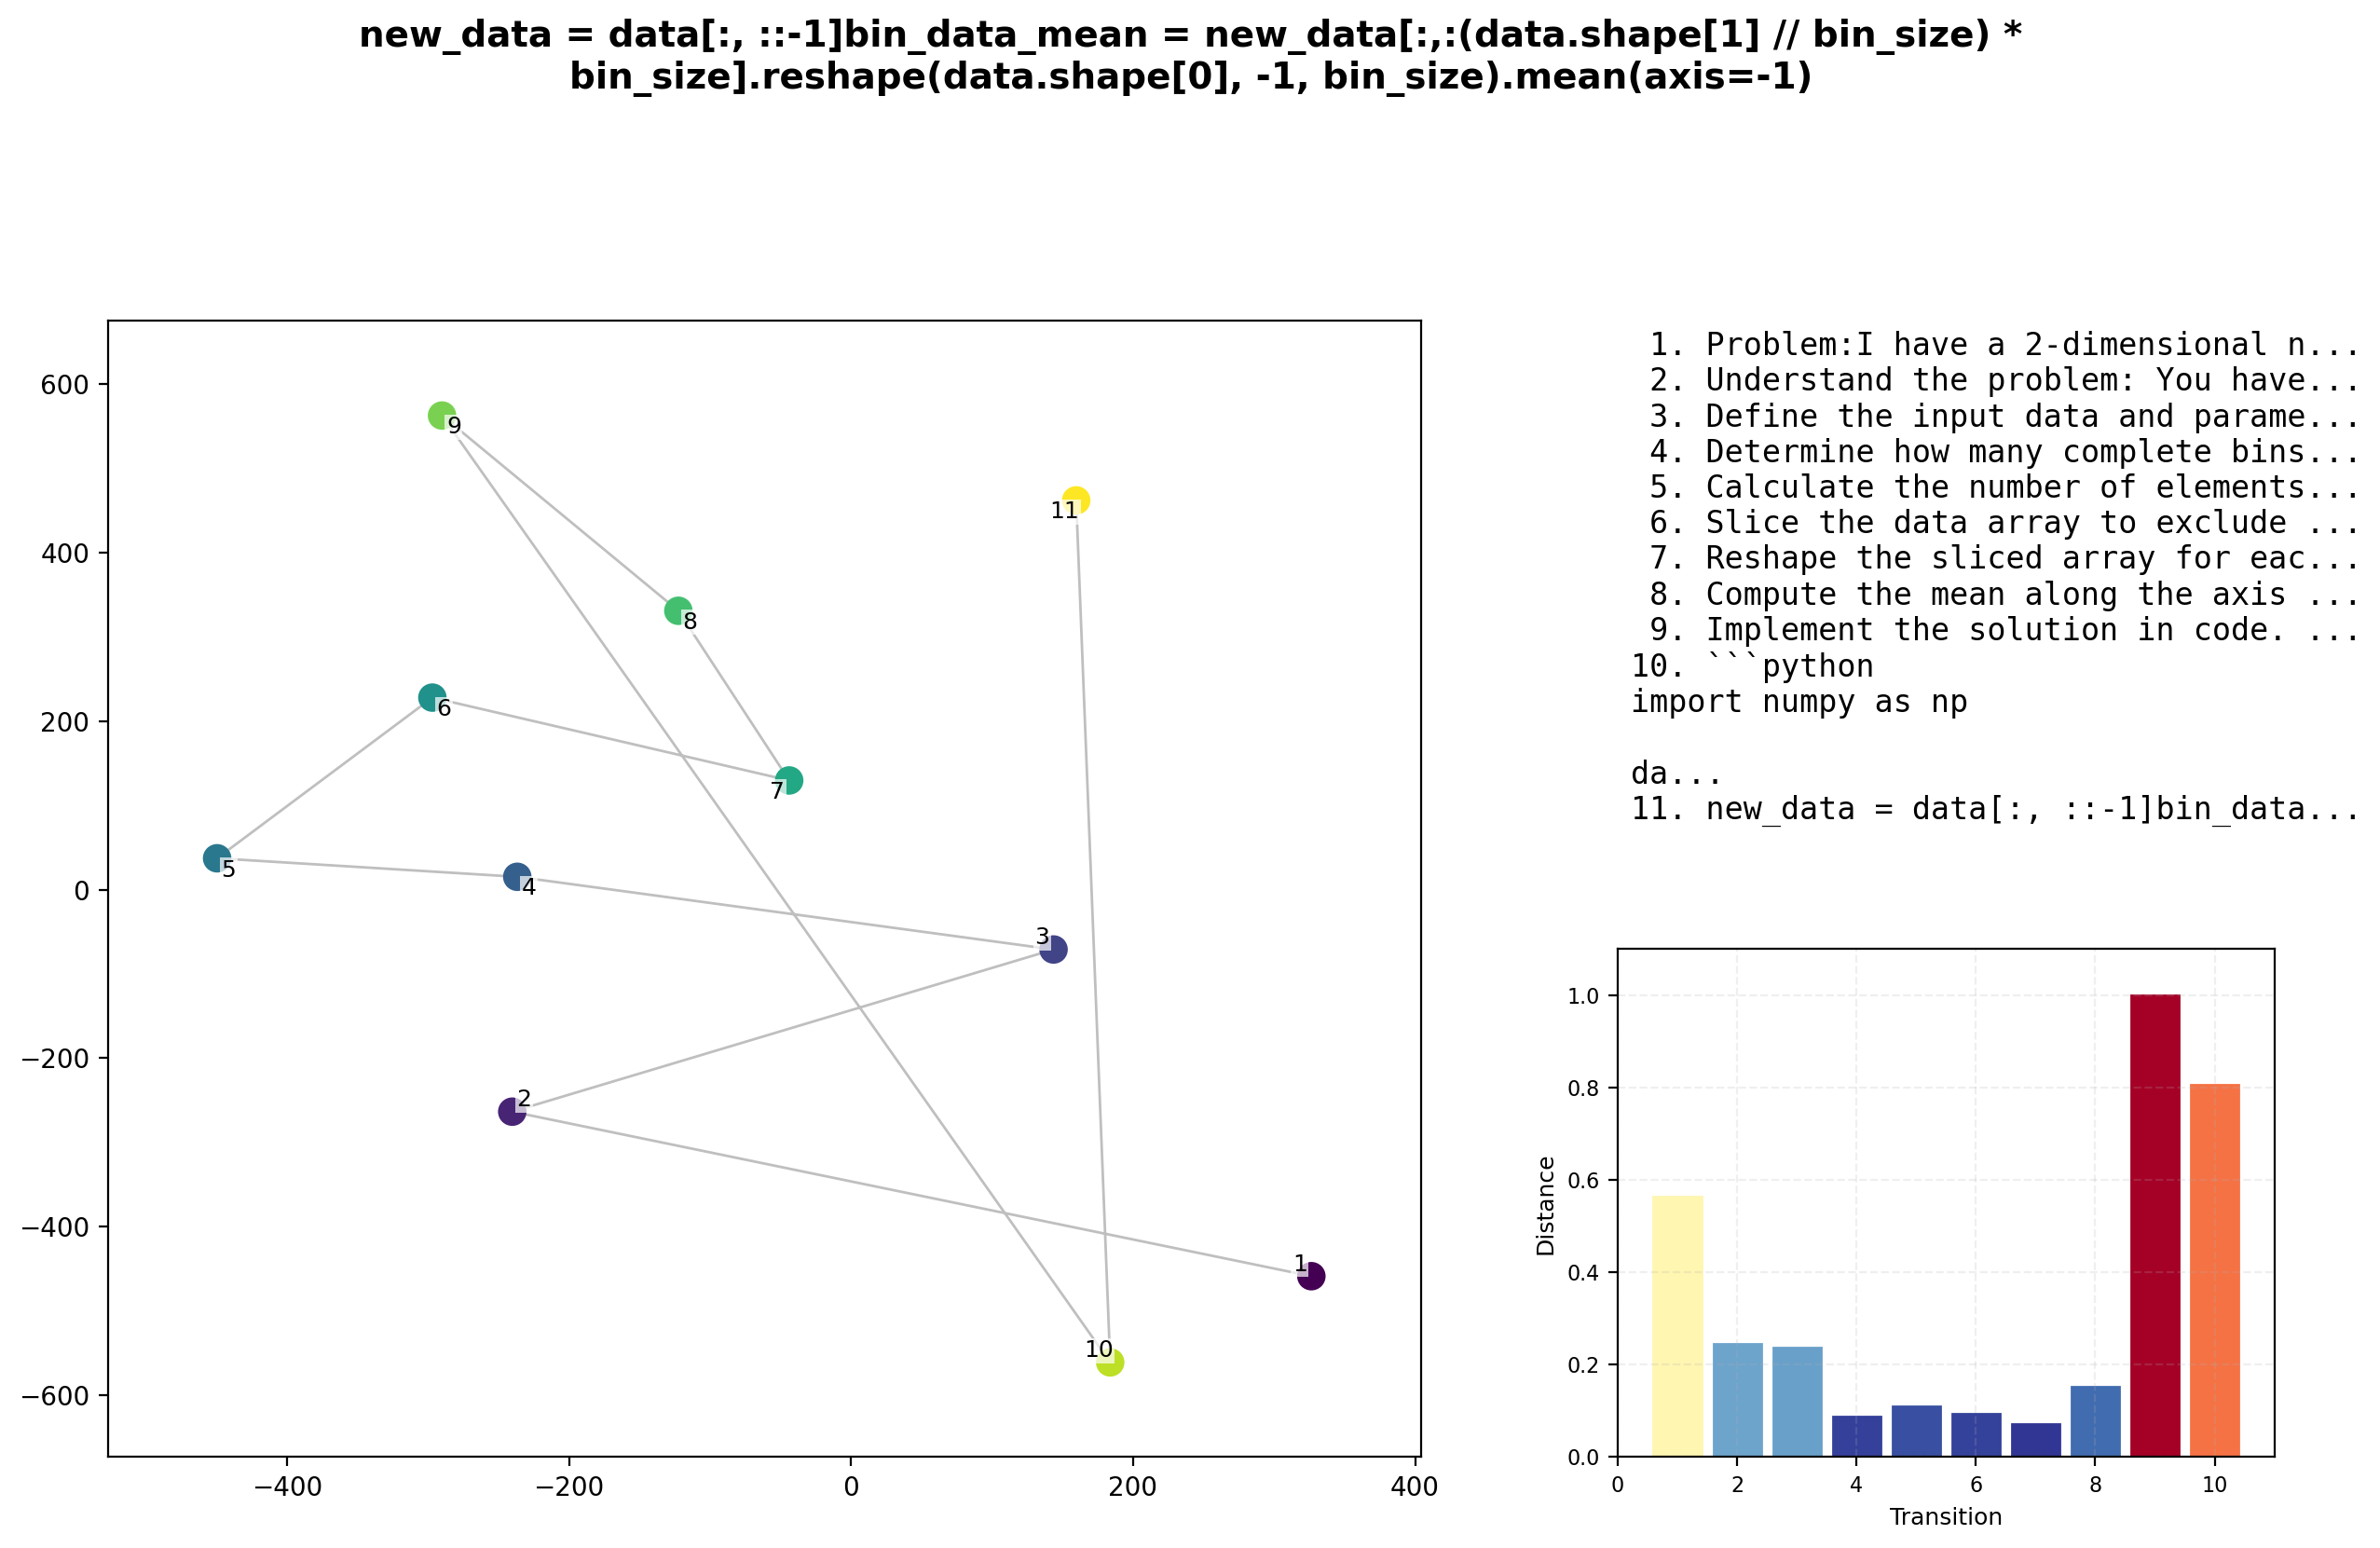 new_data = data[:, ::-1]bin_data_mean = new_data[:,:(data.shape[1] // bin_size) *
bin_size].reshape(data.shape[0], -1, bin_size).mean(axis=-1)
600
400
200
0
−200
−400
−600
−400
−200
0
200
400
9
11
8
6
7
5
4
3
2
1
10
1. Problem:I have a 2-dimensional n...
2. Understand the problem: You have...
3. Define the input data and parame...
4. Determine how many complete bins...
5. Calculate the number of elements...
6. Slice the data array to exclude ...
7. Reshape the sliced array for eac...
8. Compute the mean along the axis ...
9. Implement the solution in code. ...
10. ```python
import numpy as np
da...
11. new_data = data[:, ::-1]bin_data...
Distance
1.0
0.8
0.6
0.4
0.2
0.0
0
2
4
6
8
10
Transition